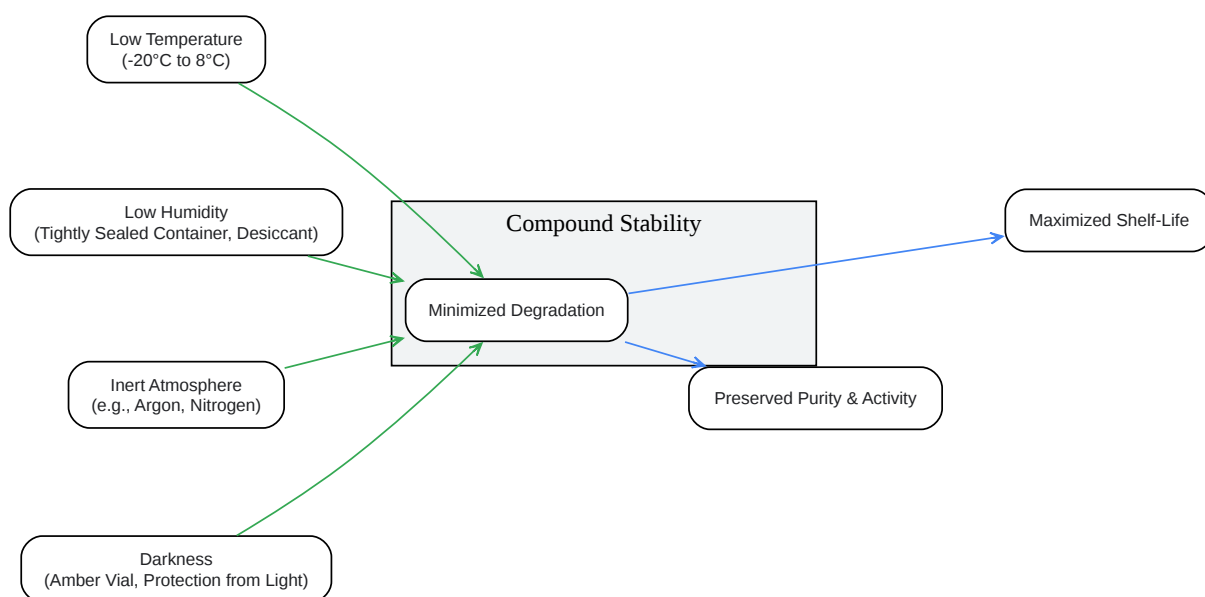 Low Temperature
(-20°C to 8°C)
Low Humidity
(Tightly Sealed Container, Desiccant)
Compound Stability
Maximized Shelf-Life
Minimized Degradation
Inert Atmosphere
(e.g., Argon, Nitrogen)
Preserved Purity & Activity
Darkness
(Amber Vial, Protection from Light)